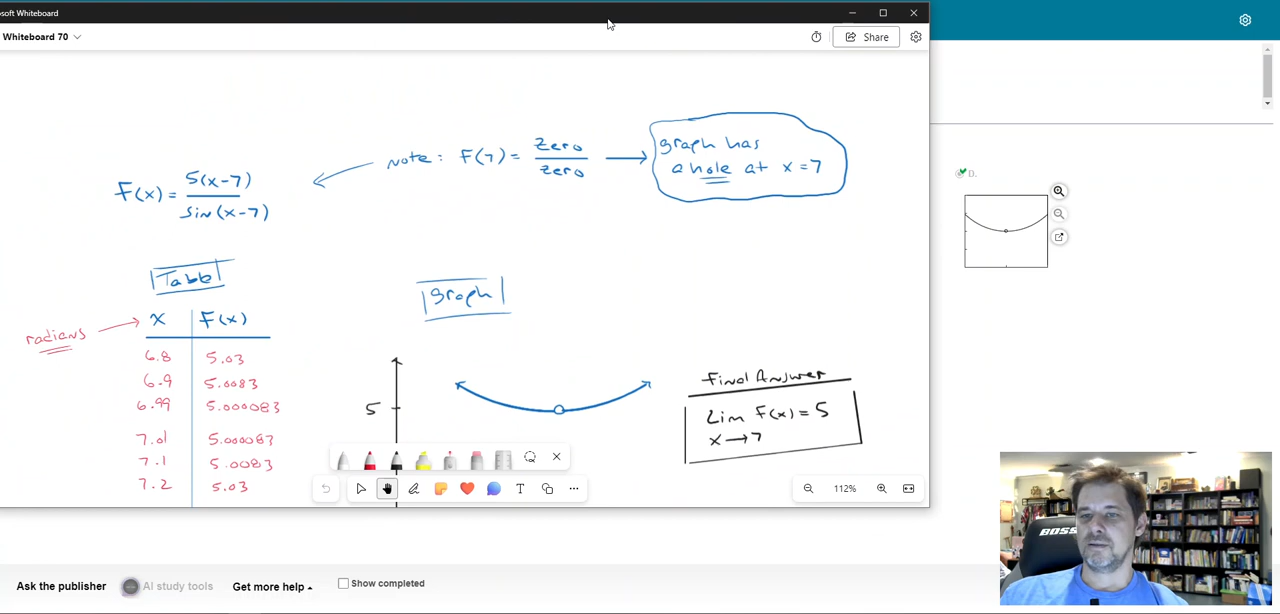 osoft Whiteboard
Whiteboard 70
Share
note: F(7) = zero
zero
graph has
a hole at x=7
F(x) = 5(x-7)
sin(x-7)
Table
graph
radians
x F(x)
6.8 5.03
6.9 5.0083
6.99 5.000083
7.01 5.000083
7.1 5.0083
7.2 5.03
5
Final Answer
Lim F(x) = 5
x→7
T
112%
D.
BOSS
Ask the publisher
AI study tools
Get more help
Show completed